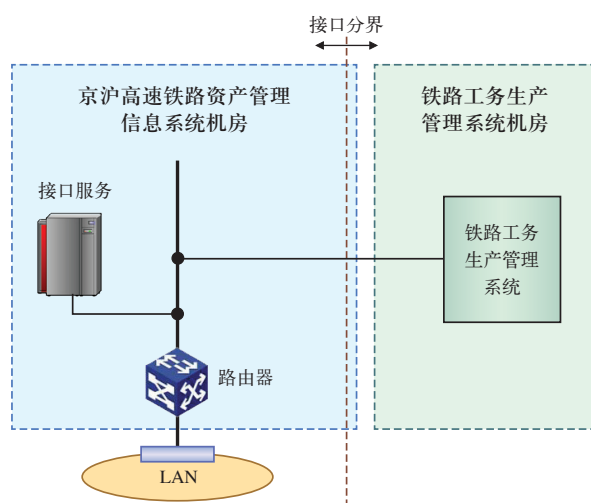 接口分界
京沪高速铁路资产管理
信息系统机房
铁路工务生产
管理系统机房
接口服务
铁路工务
生产管理
系统
路由器
LAN